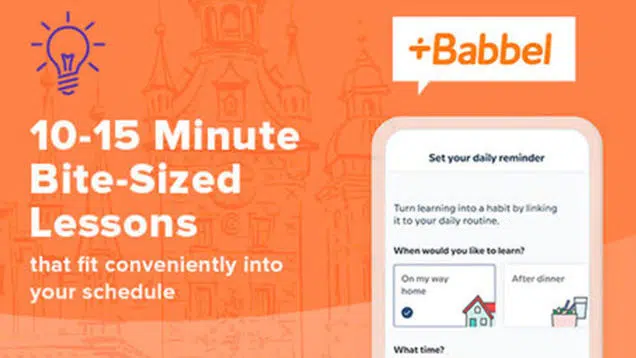 +Babbel
10-15 Minute
Bite-Sized
Lessons
that fit conveniently into
your schedule
Set your daily reminder
Turn learning into a habit by linking
it to your daily routine.
When would you like to learn?
On my way
home
After dinner
What time?